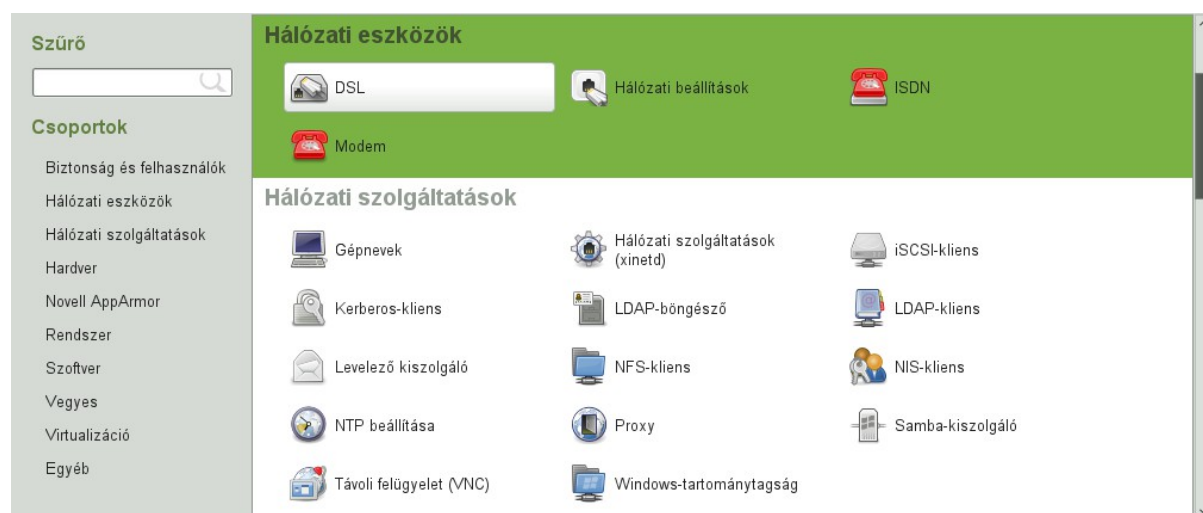 Szűrő
Csoportok
Biztonság és felhasználók
Hálózati eszközök
Hálózati szolgáltatások
Hardver
Novell AppArmor
Rendszer
Szoftver
Vegyes
Virtualizáció
Egyéb
Hálózati eszközök
DSL
Hálózati beállítások
ISDN
Modem
Hálózati szolgáltatások
Gépnevek
Hálózati szolgáltatások
(xinetd)
iSCSI-kliens
Kerberos-kliens
LDAP-böngésző
LDAP-kliens
Levelező kiszolgáló
NFS-kliens
NIS-kliens
NTP beállítása
Proxy
Samba-kiszolgáló
Távoli felügyelet (VNC)
Windows-tartománytagság